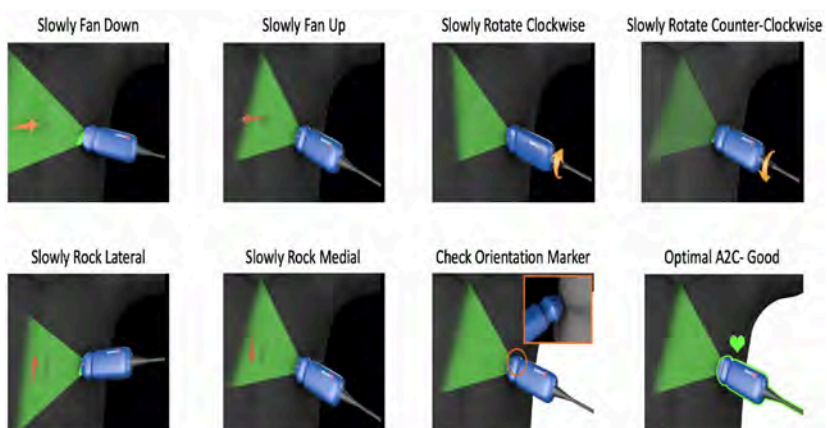 Slowly Fan Down
Slowly Fan Up
Slowly Rotate Clockwise
Slowly Rotate Counter-Clockwise
Slowly Rock Lateral
Slowly Rock Medial
Check Orientation Marker
Optimal A2C- Good